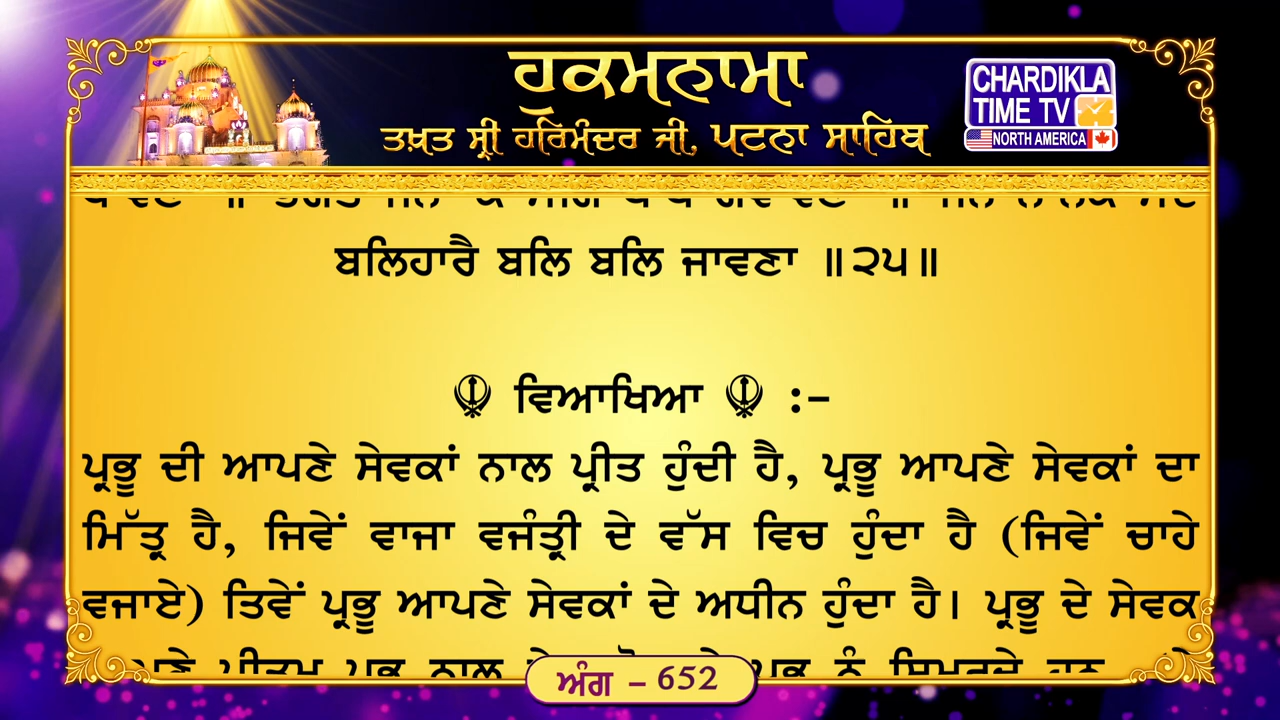 ਹੁਕਮਨਾਮਾ
ਤਖ਼ਤ ਸ੍ਰੀ ਹਰਿਮੰਦਰ ਜੀ, ਪਟਨਾ ਸਾਹਿਬ
CHARDIKLA
TIME TV
NORTH AMERICA
ਬਲਿਹਾਰੈ ਬਲਿ ਬਲਿ ਜਾਵਣਾ ॥੨੫॥
ਵਿਆਖਿਆ :-
ਪ੍ਰਭੂ ਦੀ ਆਪਣੇ ਸੇਵਕਾਂ ਨਾਲ ਪ੍ਰੀਤ ਹੁੰਦੀ ਹੈ, ਪ੍ਰਭੂ ਆਪਣੇ ਸੇਵਕਾਂ ਦਾ
ਮਿੱਤ੍ਰ ਹੈ, ਜਿਵੇਂ ਵਾਜਾ ਵਜੰਤ੍ਰੀ ਦੇ ਵੱਸ ਵਿਚ ਹੁੰਦਾ ਹੈ (ਜਿਵੇਂ ਚਾਹੇ
ਵਜਾਏ) ਤਿਵੇਂ ਪ੍ਰਭੂ ਆਪਣੇ ਸੇਵਕਾਂ ਦੇ ਅਧੀਨ ਹੁੰਦਾ ਹੈ। ਪ੍ਰਭੂ ਦੇ ਸੇਵਕ
ਅੰਗ - 652